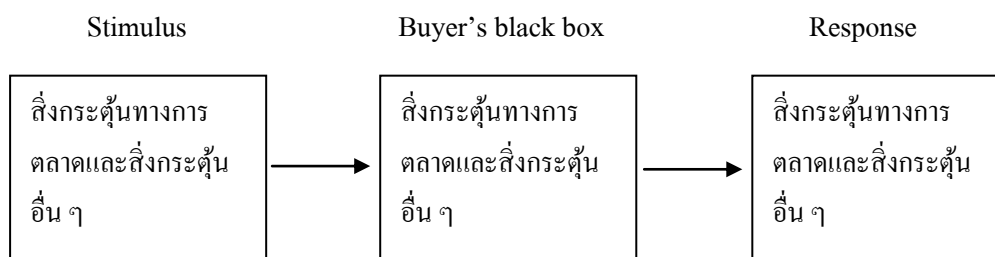 Stimulus
Buyer’s black box
Response
สิ่งกระตุ้นทางการ
ตลาดและสิ่งกระตุ้น
อื่น ๆ
สิ่งกระตุ้นทางการ
ตลาดและสิ่งกระตุ้น
อื่น ๆ
สิ่งกระตุ้นทางการ
ตลาดและสิ่งกระตุ้น
อื่น ๆ